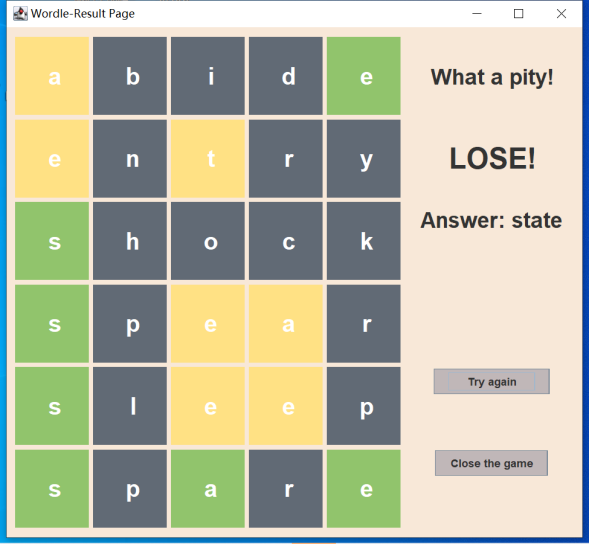 Wordle-Result Page
a b i d e
What a pity!
e n t r y
LOSE!
s h o c k
Answer: state
s p e a r
Try again
s l e e p
Close the game
s p a r e